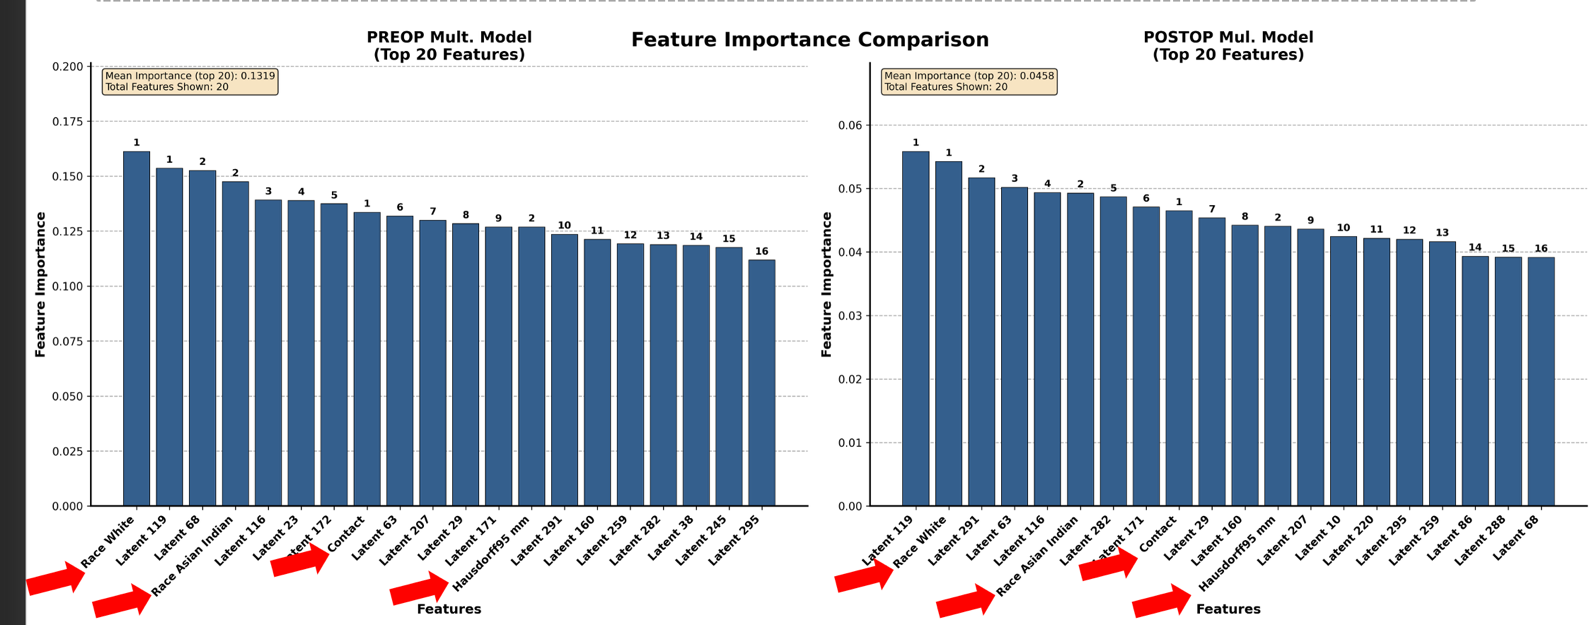 Feature Importance Comparison
PREOP Mult. Model
(Top 20 Features)
Mean Importance (top 20): 0.1319
Total Features Shown: 20
Feature Importance
0.200
0.175
0.150
0.125
0.100
0.075
0.050
0.025
0.000
1
1
2
2
3
4
5
1
6
7
8
9
2
10
11
12
13
14
15
16
Race White
Latent 119
Latent 68
Race Asian Indian
Latent 116
Latent 23
172
Contact
Latent 63
Latent 207
Latent 29
Latent 171
Hausdorff95 mm
Latent 291
Latent 160
Latent 259
Latent 282
Latent 38
Latent 245
Latent 295
Features
POSTOP Mul. Model
(Top 20 Features)
Mean Importance (top 20): 0.0458
Total Features Shown: 20
Feature Importance
0.06
0.05
0.04
0.03
0.02
0.01
0.00
1
1
2
3
4
2
5
6
1
7
8
2
9
10
11
12
13
14
15
16
Latent 119
Race White
Latent 291
Latent 63
Latent 116
Race Asian Indian
Latent 282
171
Contact
Latent 29
Latent 160
Hausdorff95 mm
Latent 207
Latent 10
Latent 220
Latent 295
Latent 259
Latent 86
Latent 288
Latent 68
Features